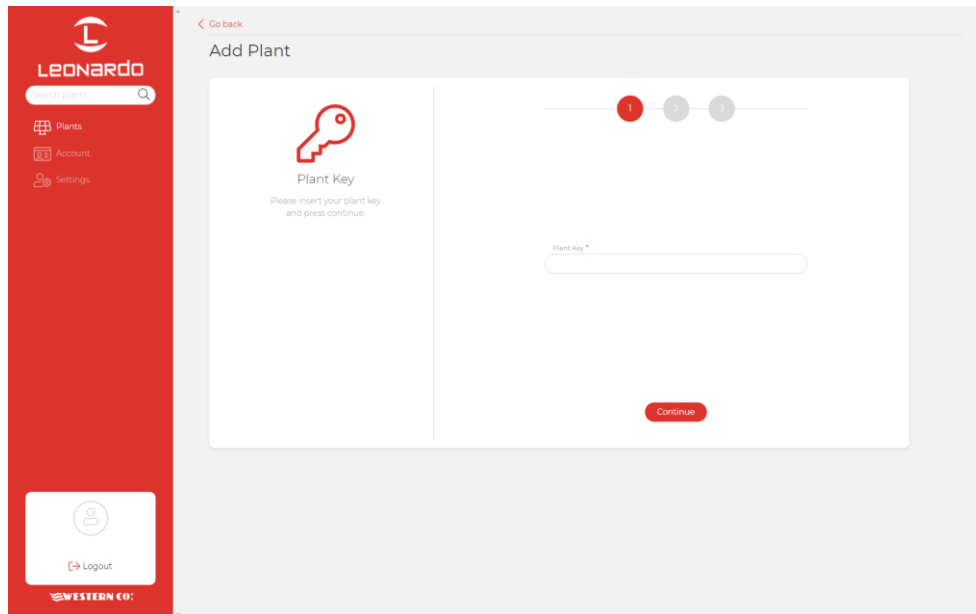 Leonardo
Search plants...
Plants
Account
Settings
Logout
WESTERN CO.
Go back
Add Plant
Plant Key
Please insert your plant key
and press continue.
1 2 3
Plant Key *
Continue